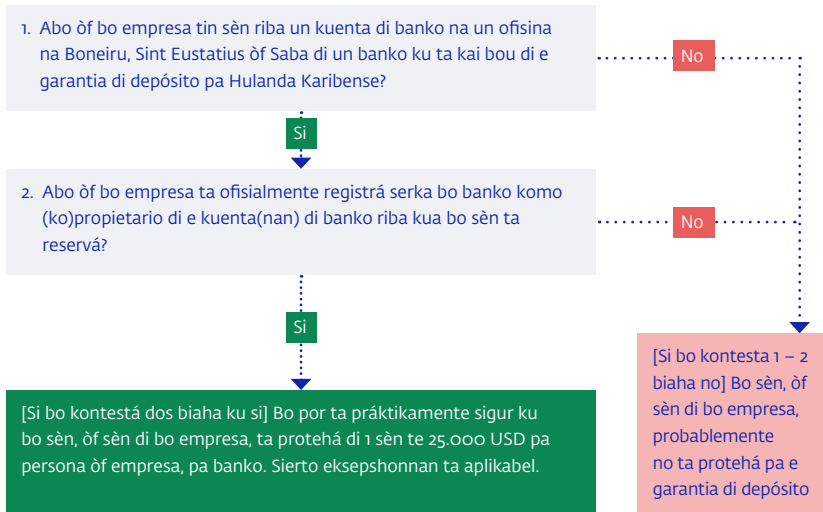 1. Abo òf bo empresa tin sèn riba un kuenta di banko na un ofisina
na Boneiru, Sint Eustatius òf Saba di un banko ku ta kai bou di e
garantia di depósito pa Hulanda Karibense?
No
Si
2. Abo òf bo empresa ta ofisialmente registrá serka bo banko komo
(ko)propietario di e kuenta(nan) di banko riba kua bo sèn ta
reservá?
No
Si
[Si bo kontestá dos biaha ku si] Bo por ta práktikamente sigur ku
bo sèn, òf sèn di bo empresa, ta protehá di 1 sèn te 25.000 USD pa
persona òf empresa, pa banko. Sierto eksepshonnan ta aplikabel.
[Si bo kontesta 1 – 2
biaha no] Bo sèn, òf
sèn di bo empresa,
probablemente
no ta protehá pa e
garantia di depósito